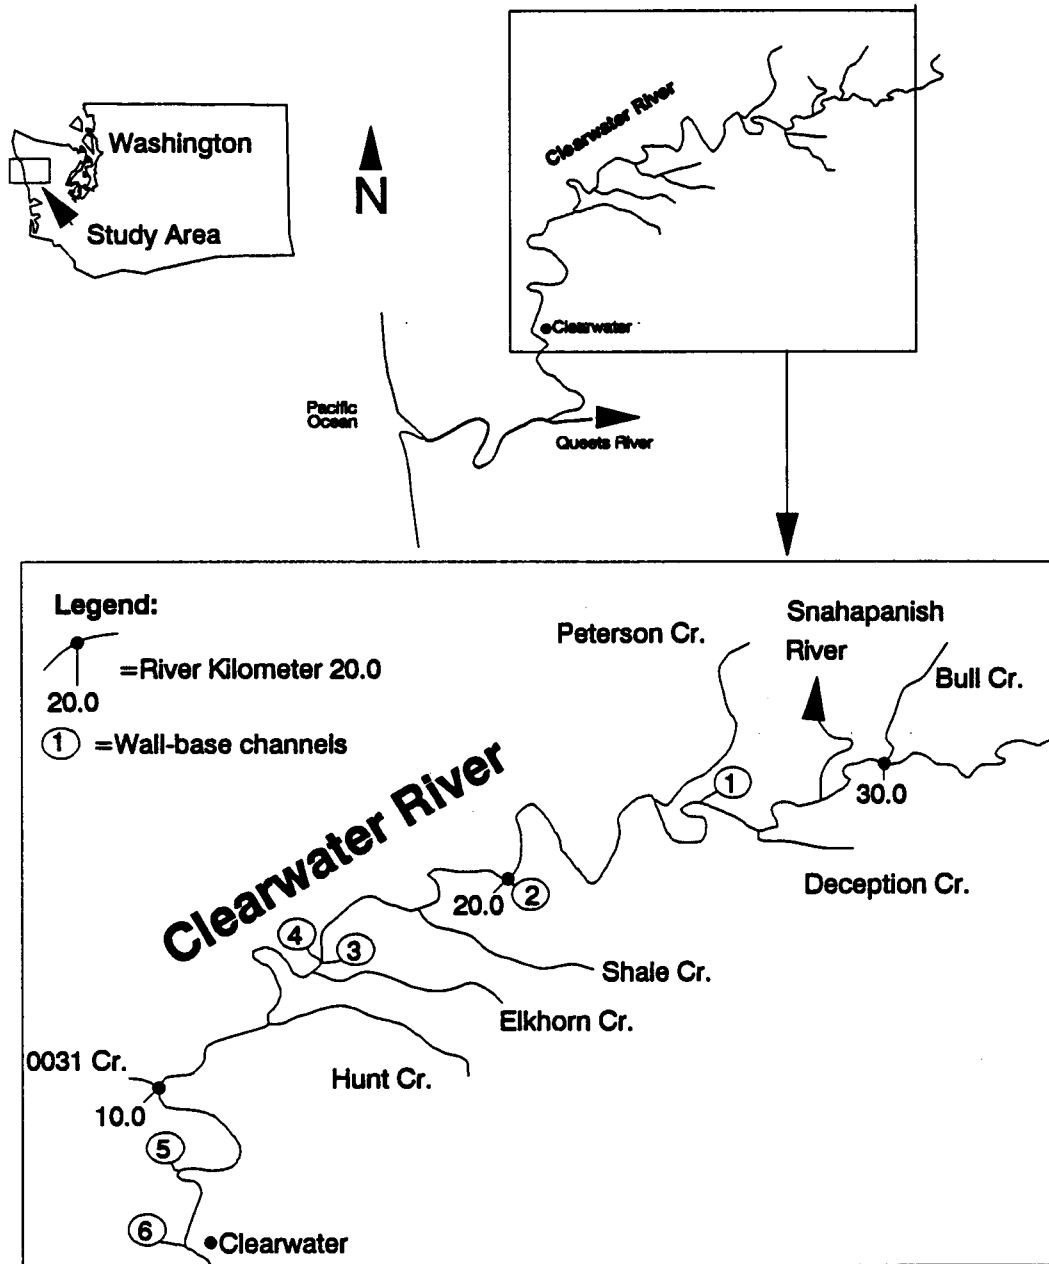 Washington
Study Area
N
Clearwater River
Clearwater
Pacific
Ocean
Queets River
Legend:
=River Kilometer 20.0
20.0
1 =Wall-base channels
Clearwater River
Peterson Cr.
Snahapanish
River
Bull Cr.
1
30.0
Deception Cr.
20.0
2
4
3
Shale Cr.
Elkhorn Cr.
Hunt Cr.
0031 Cr.
10.0
5
6
Clearwater